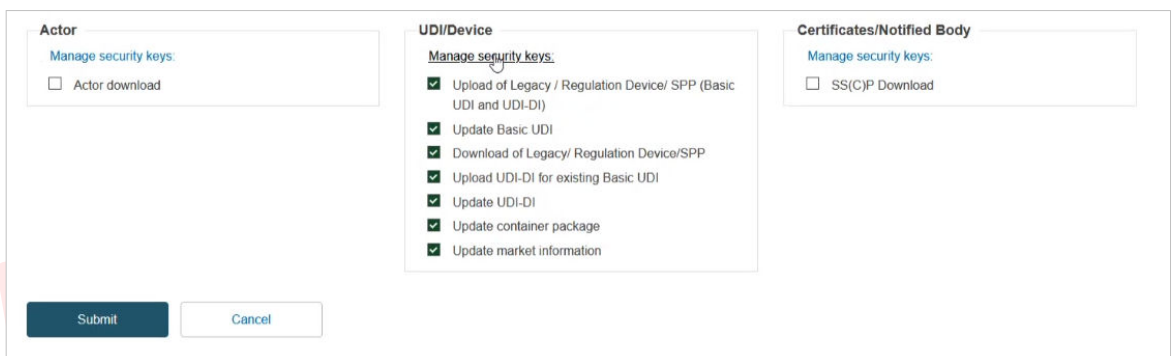 Actor
Manage security keys:
Actor download
UDI/Device
Manage security keys:
Upload of Legacy / Regulation Device/ SPP (Basic
UDI and UDI-DI)
Update Basic UDI
Download of Legacy/ Regulation Device/SPP
Upload UDI-DI for existing Basic UDI
Update UDI-DI
Update container package
Update market information
Certificates/Notified Body
Manage security keys:
SS(C)P Download
Submit
Cancel